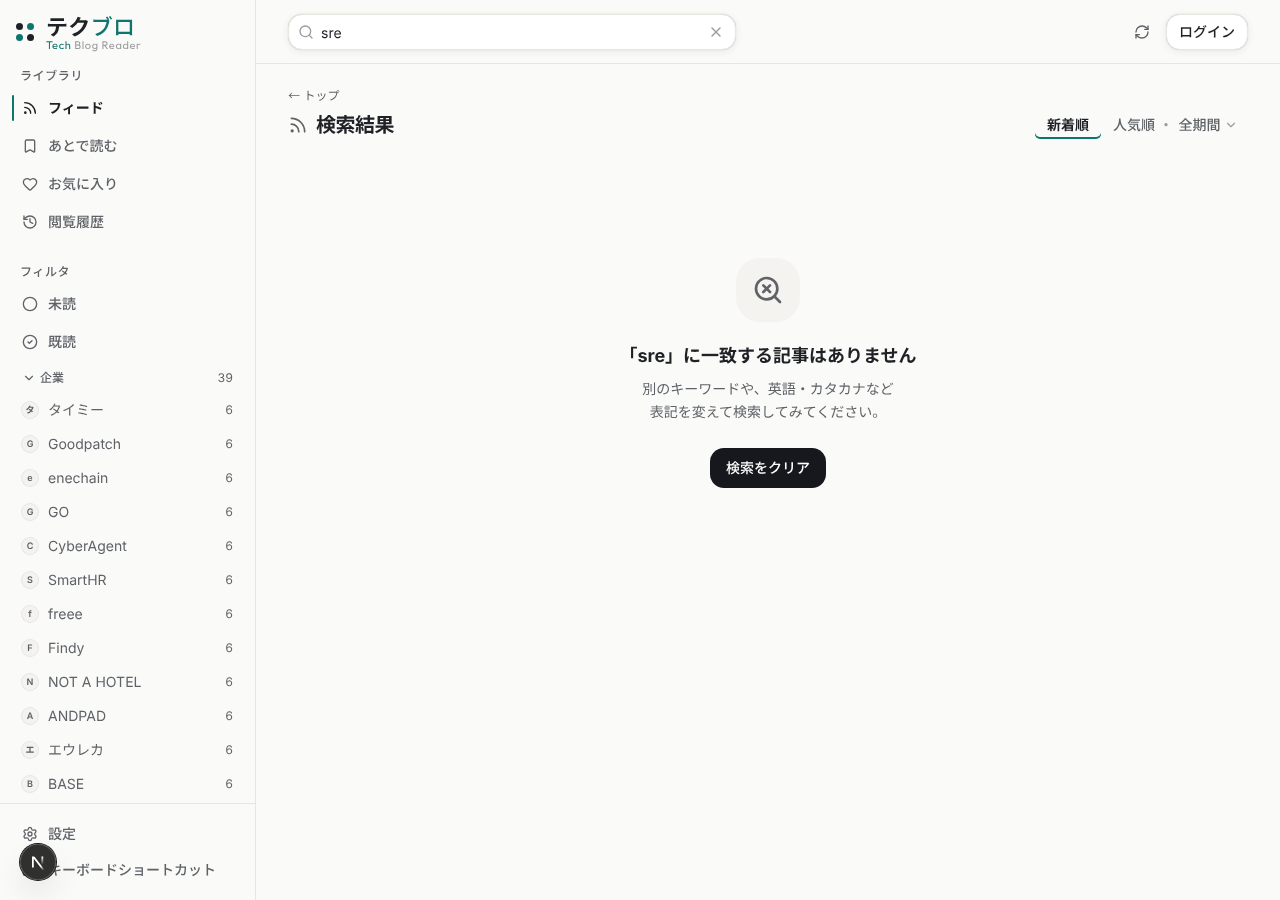 テクブロ
Tech Blog Reader
ライブラリ
フィード
あとで読む
お気に入り
閲覧履歴
フィルタ
未読
既読
企業 39
タ タイミー 6
G Goodpatch 6
e enechain 6
G GO 6
C CyberAgent 6
S SmartHR 6
f freee 6
F Findy 6
N NOT A HOTEL 6
A ANDPAD 6
エ エウレカ 6
B BASE 6
設定
N
キーボードショートカット
sre
ログイン
← トップ
検索結果
新着順 人気順 • 全期間
「sre」に一致する記事はありません
別のキーワードや、英語・カタカナなど
表記を変えて検索してみてください。
検索をクリア